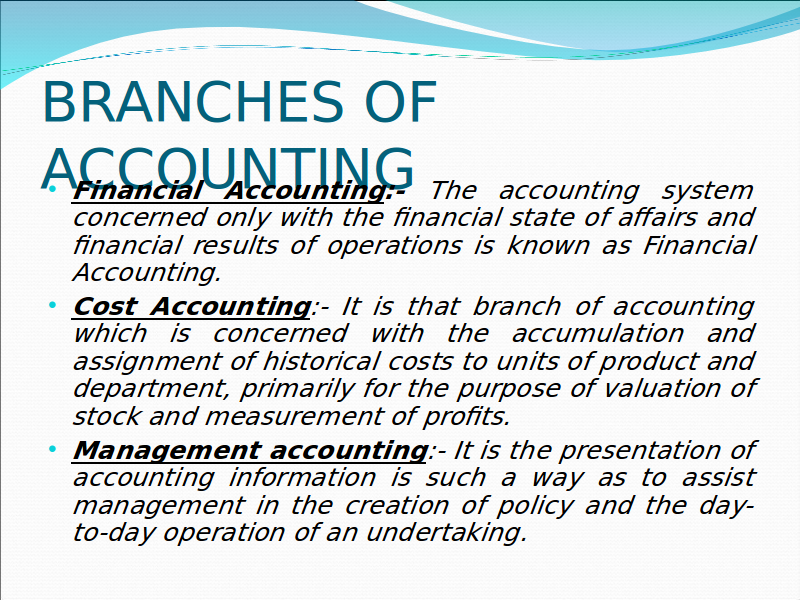 BRANCHES OF
ACCOUNTING
• Financial Accounting:- The accounting system
concerned only with the financial state of affairs and
financial results of operations is known as Financial
Accounting.
• Cost Accounting:- It is that branch of accounting
which is concerned with the accumulation and
assignment of historical costs to units of product and
department, primarily for the purpose of valuation of
stock and measurement of profits.
• Management accounting:- It is the presentation of
accounting information is such a way as to assist
management in the creation of policy and the day-
to-day operation of an undertaking.